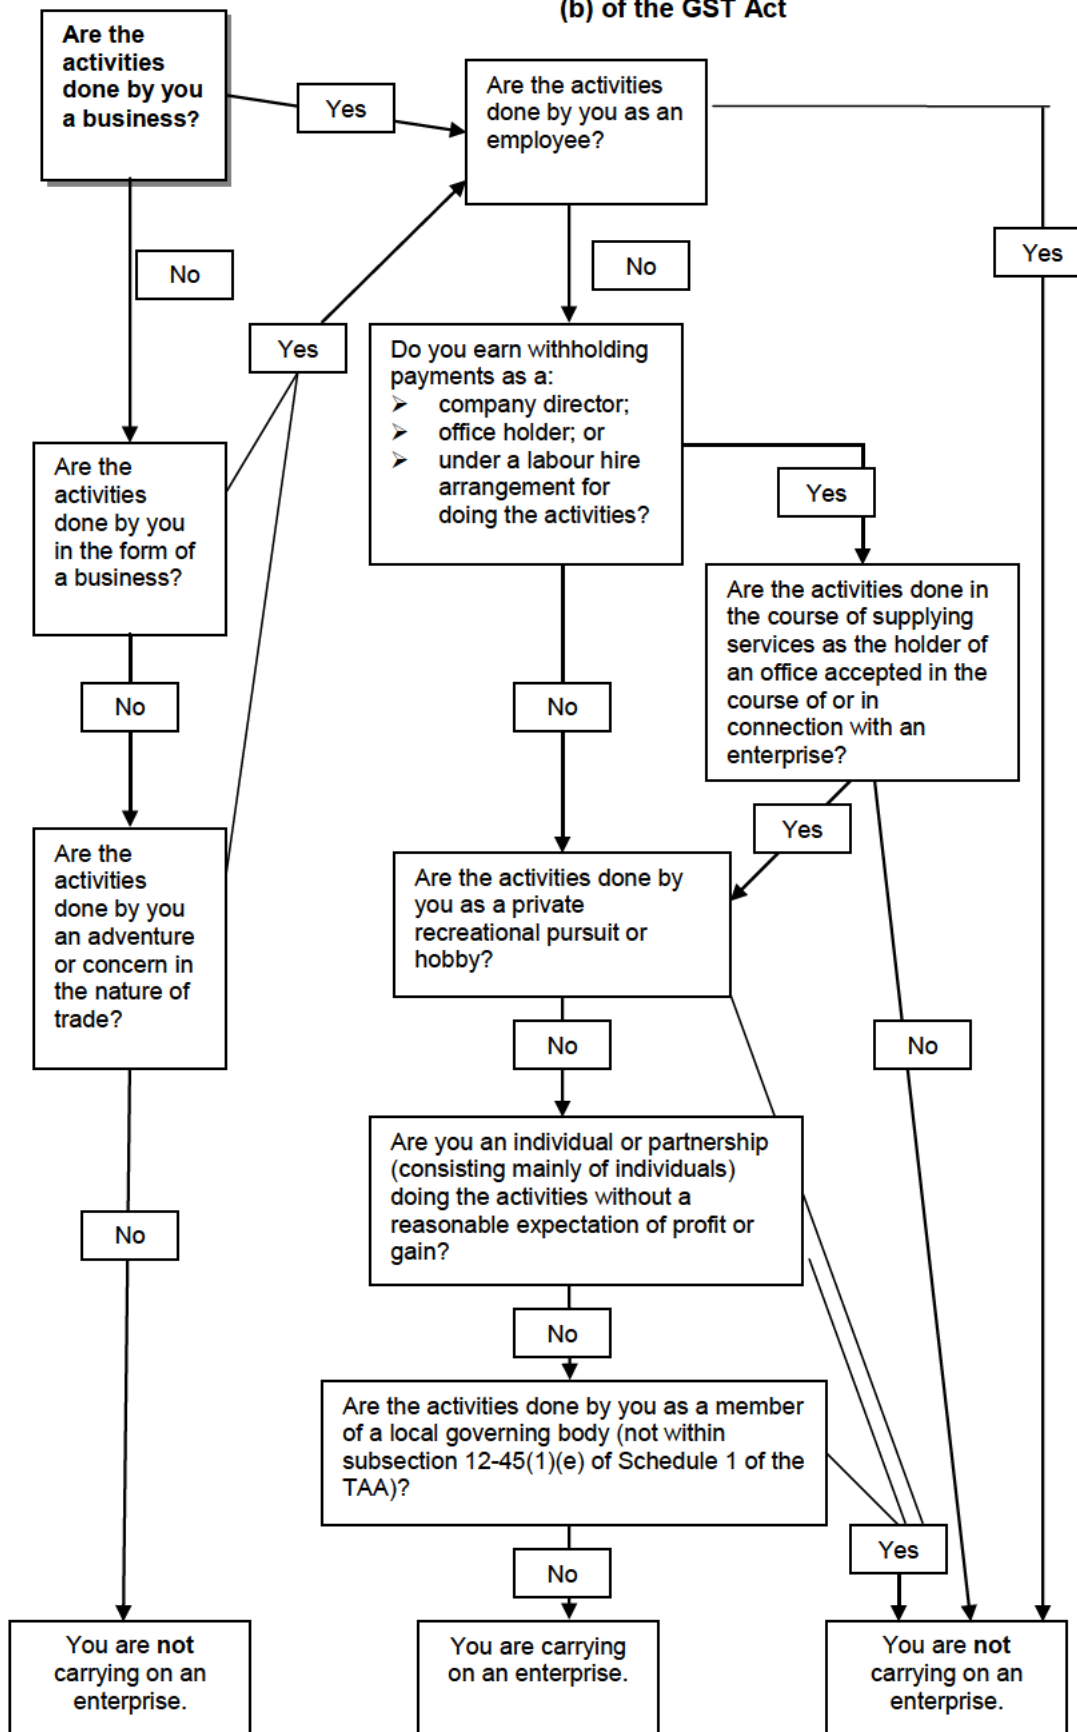 (b) of the GST Act
Are the
activities
done by you
a business?
Yes
Are the activities
done by you as an
employee?
Yes
No
No
Yes
Do you earn withholding
payments as a:
➢ company director;
➢ office holder; or
➢ under a labour hire
arrangement for
doing the activities?
Yes
Are the
activities
done by you
in the form of
a business?
Are the activities done in
the course of supplying
services as the holder of
an office accepted in the
course of or in
connection with an
enterprise?
No
No
Yes
Are the
activities
done by you
an adventure
or concern in
the nature of
trade?
Are the activities done by
you as a private
recreational pursuit or
hobby?
No
No
Are you an individual or partnership
(consisting mainly of individuals)
doing the activities without a
reasonable expectation of profit or
gain?
No
No
Are the activities done by you as a member
of a local governing body (not within
subsection 12-45(1)(e) of Schedule 1 of the
TAA)?
Yes
No
You are not
carrying on an
enterprise.
You are carrying
on an enterprise.
You are not
carrying on an
enterprise.